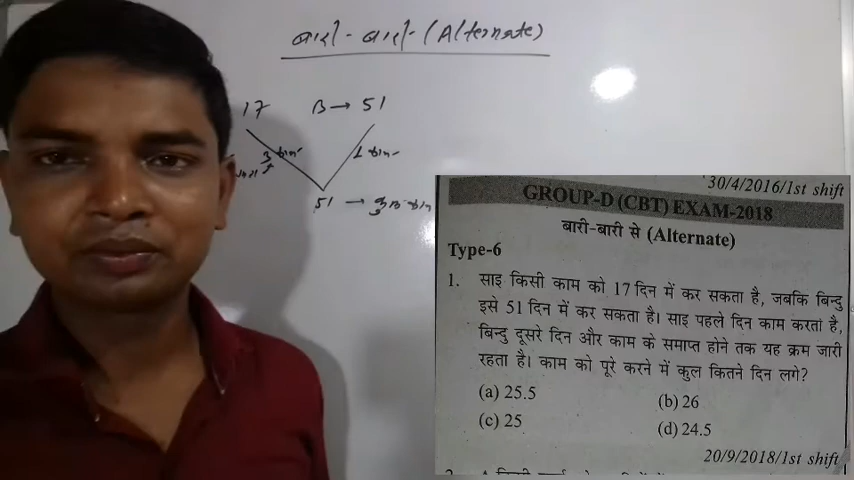 बारी-बारी-(Alternate)
17 B→51
3 1
51 →
30/4/2016/1st shift
GROUP-D (CBT) EXAM-2018
बारी-बारी से (Alternate)
Type-6
1. साइ किसी काम को 17 दिन में कर सकता है, जबकि बिन्दु
इसे 51 दिन में कर सकता है। साइ पहले दिन काम करता है,
बिन्दु दूसरे दिन और काम के समाप्त होने तक यह क्रम जारी
रहता है। काम को पूरे करने में कुल कितने दिन लगे?
(a) 25.5 (b) 26
(c) 25 (d) 24.5
20/9/2018/1st shift